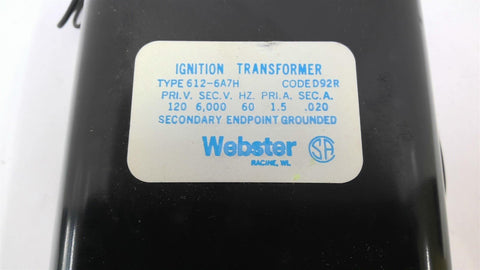 IGNITION TRANSFORMER
TYPE 612-6A7H CODE D92R
PRI.V. SEC.V. HZ. PRI.A. SEC.A.
120 6,000 60 1.5 .020
SECONDARY ENDPOINT GROUNDED
Webster SA
RACINE, WI.